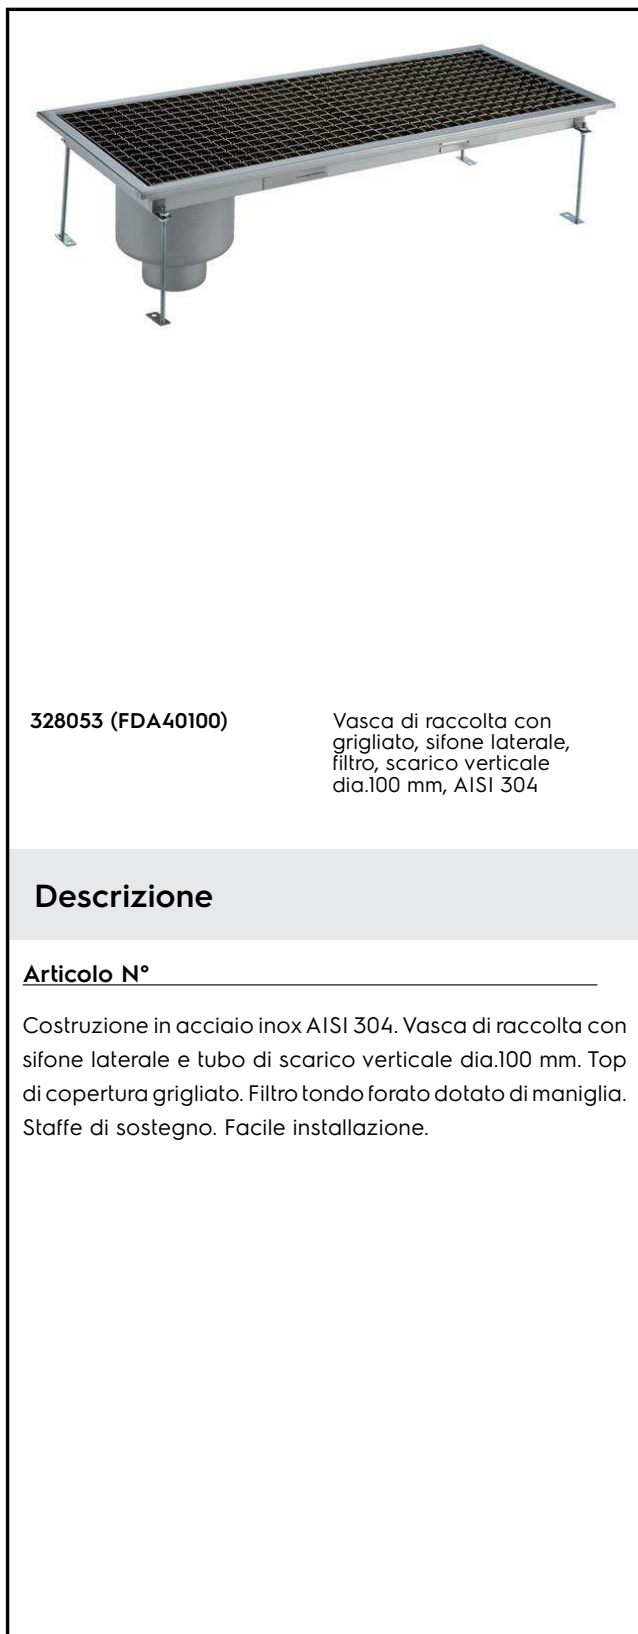 328053 (FDA40100)
Vasca di raccolta con
grigliato, sifone laterale,
filtro, scarico verticale
dia.100 mm, AISI 304
Descrizione
Articolo N°
Costruzione in acciaio inox AISI 304. Vasca di raccolta con
sifone laterale e tubo di scarico verticale dia.100 mm. Top
di copertura grigliato. Filtro tondo forato dotato di maniglia.
Staffe di sostegno. Facile installazione.